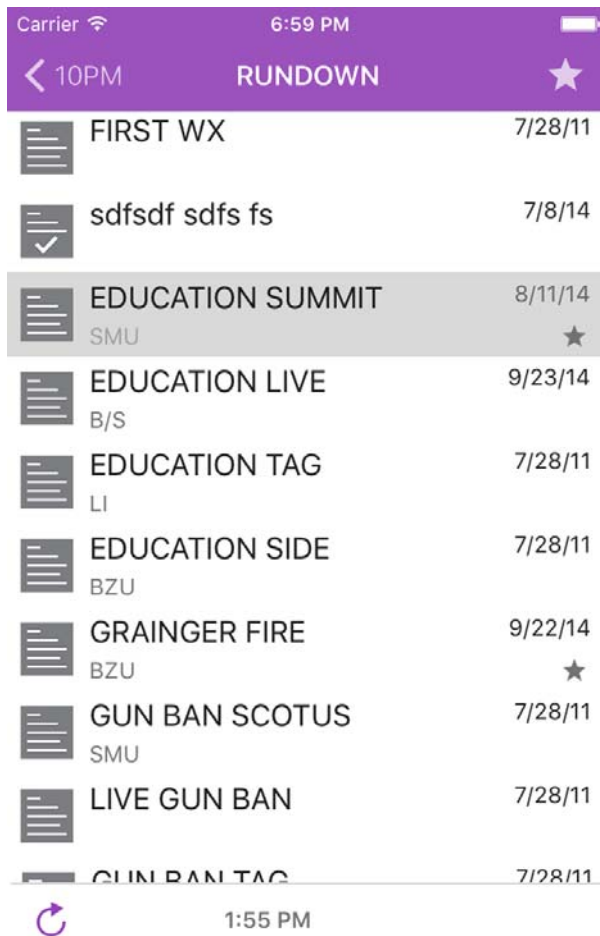 Carrier 6:59 PM
10PM RUNDOWN
FIRST WX 7/28/11
sdfsdf sdfs fs 7/8/14
EDUCATION SUMMIT 8/11/14
SMU
EDUCATION LIVE 9/23/14
B/S
EDUCATION TAG 7/28/11
LI
EDUCATION SIDE 7/28/11
BZU
GRAINGER FIRE 9/22/14
BZU
GUN BAN SCOTUS 7/28/11
SMU
LIVE GUN BAN 7/28/11
GUN BAN TAG 7/28/11
1:55 PM